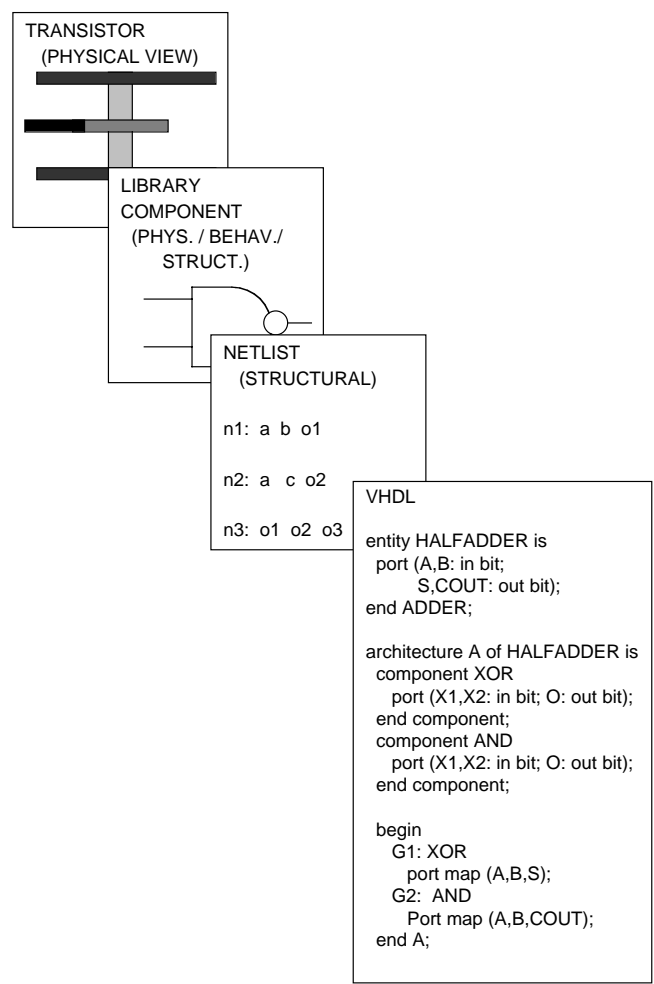 TRANSISTOR
(PHYSICAL VIEW)
LIBRARY
COMPONENT
(PHYS. / BEHAV./
STRUCT.)
NETLIST
(STRUCTURAL)
n1: a b o1
n2: a c o2
n3: o1 o2 o3
VHDL
entity HALFADDER is
port (A,B: in bit;
S,COUT: out bit);
end ADDER;
architecture A of HALFADDER is
component XOR
port (X1,X2: in bit; O: out bit);
end component;
component AND
port (X1,X2: in bit; O: out bit);
end component;
begin
G1: XOR
port map (A,B,S);
G2: AND
Port map (A,B,COUT);
end A;